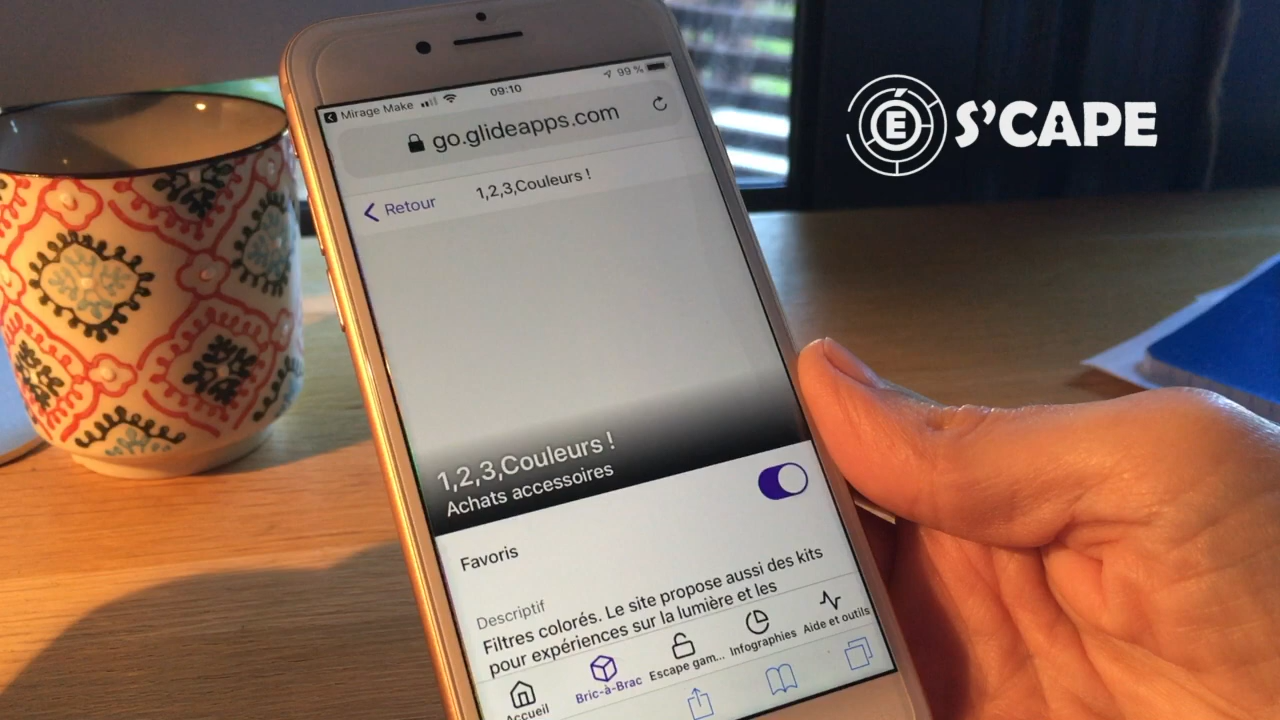 Mirage Make
09:10
99 %
go.glideapps.com
Retour
1,2,3,Couleurs !
É S'CAPE
1,2,3,Couleurs !
Achats accessoires
Favoris
Descriptif
Filtres colorés. Le site propose aussi des kits
pour expériences sur la lumière et les
Accueil
Bric-à-Brac
Escape gam...
Infographies
Aide et outils